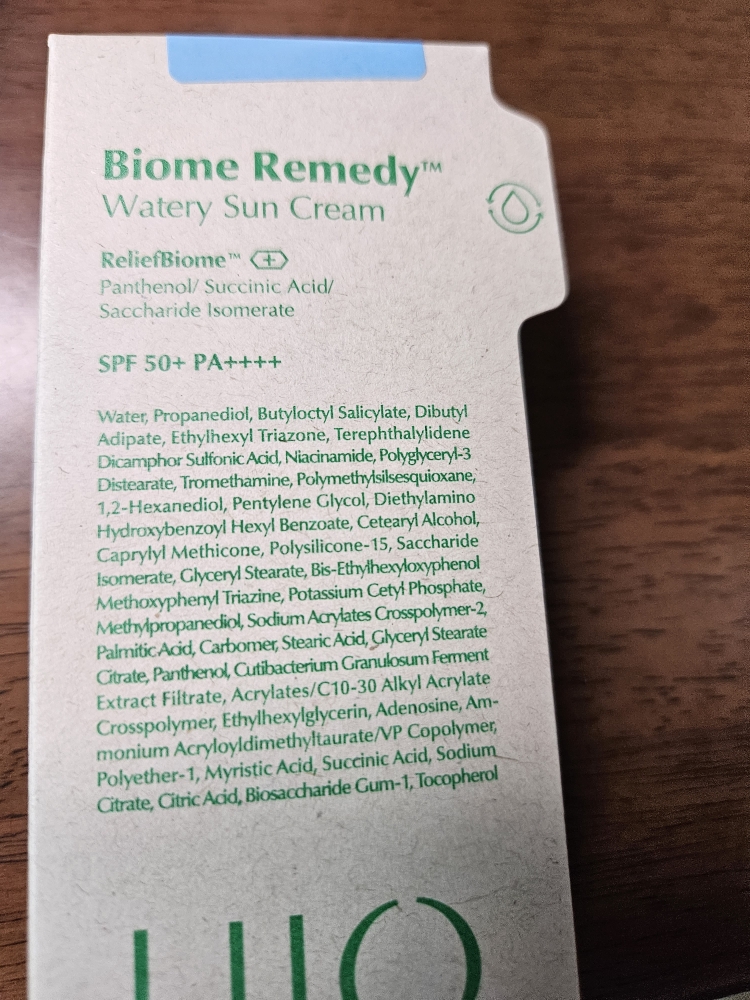 Biome Remedy™
Watery Sun Cream
ReliefBiome™
Panthenol/ Succinic Acid/
Saccharide Isomerate
SPF 50+ PA++++
Water, Propanediol, Butyloctyl Salicylate, Dibutyl
Adipate, Ethylhexyl Triazone, Terephthalylidene
Dicamphor Sulfonic Acid, Niacinamide, Polyglyceryl-3
Distearate, Tromethamine, Polymethylsilsesquioxane,
1,2-Hexanediol, Pentylene Glycol, Diethylamino
Hydroxybenzoyl Hexyl Benzoate, Cetearyl Alcohol,
Caprylyl Methicone, Polysilicone-15, Saccharide
Isomerate, Glyceryl Stearate, Bis-Ethylhexyloxyphenol
Methoxyphenyl Triazine, Potassium Cetyl Phosphate,
Methylpropanediol, Sodium Acrylates Crosspolymer-2,
Palmitic Acid, Carbomer, Stearic Acid, Glyceryl Stearate
Citrate, Panthenol, Cutibacterium Granulosum Ferment
Extract Filtrate, Acrylates/C10-30 Alkyl Acrylate
Crosspolymer, Ethylhexylglycerin, Adenosine, Am-
monium Acryloyldimethyltaurate/VP Copolymer,
Polyether-1, Myristic Acid, Succinic Acid, Sodium
Citrate, Citric Acid, Biosaccharide Gum-1, Tocopherol